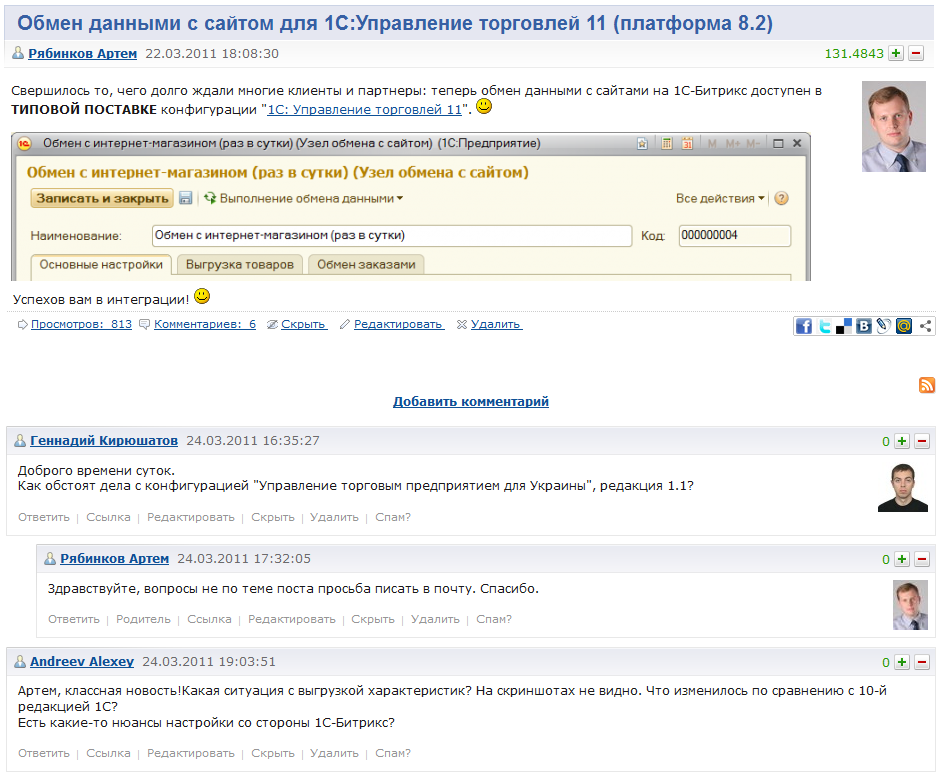 Обмен данными с сайтом для 1С:Управление торговлей 11 (платформа 8.2)
Рябинков Артем 22.03.2011 18:08:30 131.4843
Свершилось то, чего долго ждали многие клиенты и партнеры: теперь обмен данными с сайтами на 1С-Битрикс доступен в
ТИПОВОЙ ПОСТАВКЕ конфигурации "1С: Управление торговлей 11".
Обмен с интернет-магазином (раз в сутки) (Узел обмена с сайтом) (1С:Предприятие) M M+ M-
Обмен с интернет-магазином (раз в сутки) (Узел обмена с сайтом)
Записать и закрыть Выполнение обмена данными Все действия
Наименование: Обмен с интернет-магазином (раз в сутки) Код: 000000004
Основные настройки Выгрузка товаров Обмен заказами
Успехов вам в интеграции!
Просмотров: 813 Комментариев: 6 Скрыть Редактировать Удалить
Добавить комментарий
Геннадий Кирюшатов 24.03.2011 16:35:27 0
Доброго времени суток.
Как обстоят дела с конфигурацией "Управление торговым предприятием для Украины", редакция 1.1?
Ответить | Ссылка | Редактировать | Скрыть | Удалить | Спам?
Рябинков Артем 24.03.2011 17:32:05 0
Здравствуйте, вопросы не по теме поста просьба писать в почту. Спасибо.
Ответить | Родитель | Ссылка | Редактировать | Скрыть | Удалить | Спам?
Andreev Alexey 24.03.2011 19:03:51 0
Артем, классная новость!Какая ситуация с выгрузкой характеристик? На скриншотах не видно. Что изменилось по сравнению с 10-й
редакцией 1С?
Есть какие-то нюансы настройки со стороны 1С-Битрикс?
Ответить | Ссылка | Редактировать | Скрыть | Удалить | Спам?